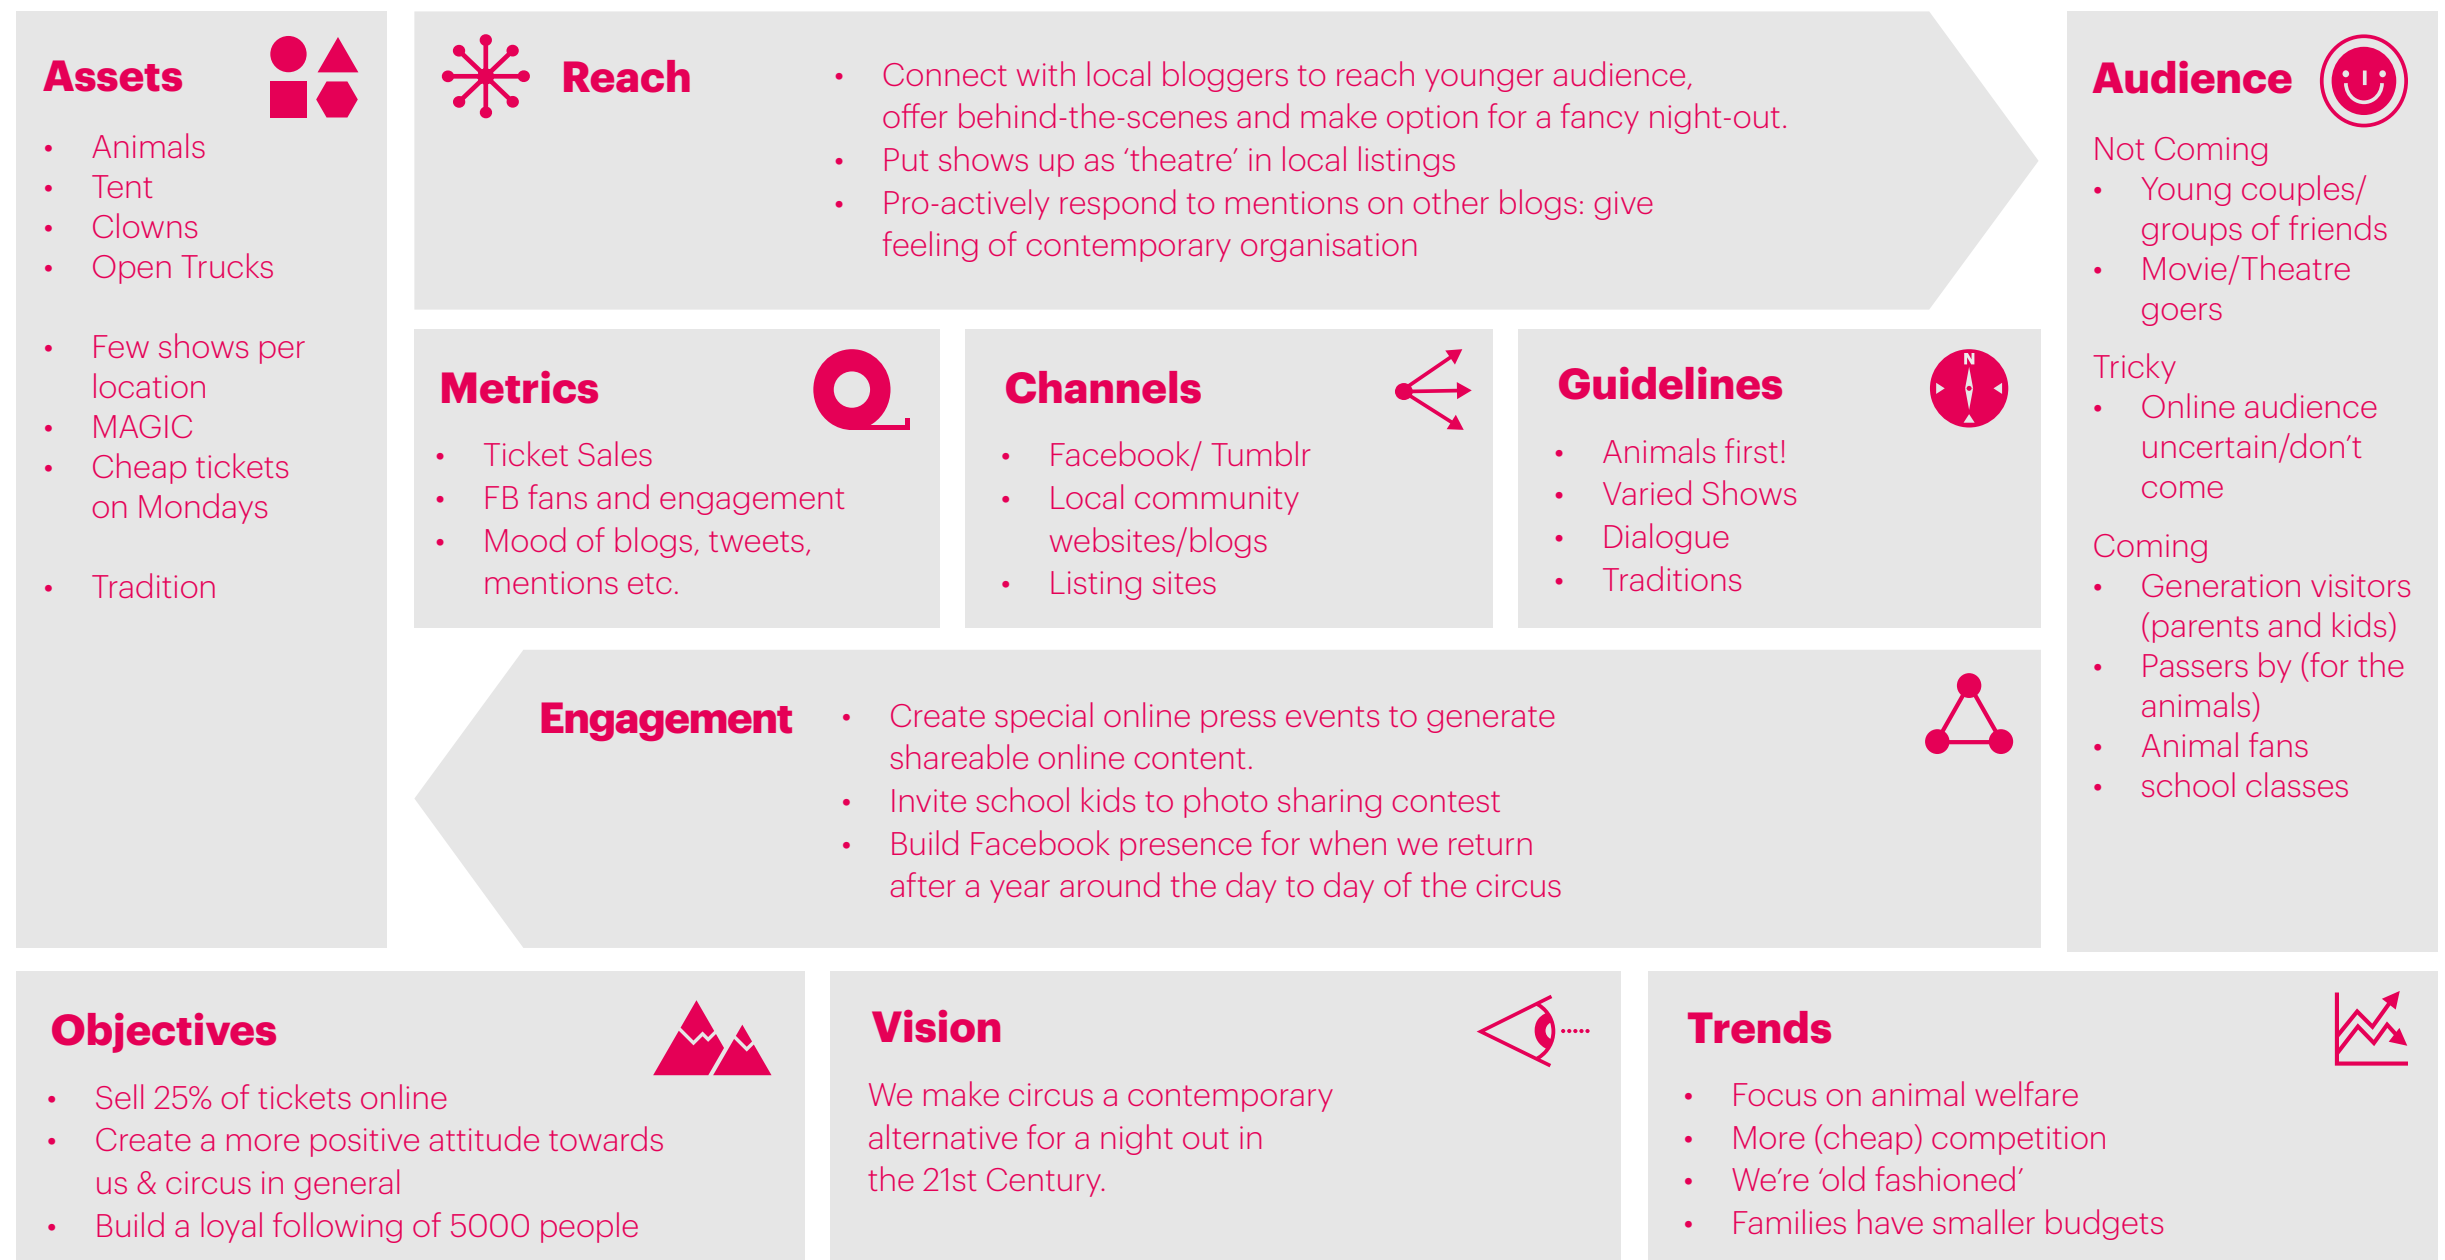 Assets
• Animals
• Tent
• Clowns
• Open Trucks
• Few shows per
location
• MAGIC
• Cheap tickets
on Mondays
• Tradition
Reach
• Connect with local bloggers to reach younger audience,
offer behind-the-scenes and make option for a fancy night-out.
• Put shows up as ‘theatre’ in local listings
• Pro-actively respond to mentions on other blogs: give
feeling of contemporary organisation
Metrics
• Ticket Sales
• FB fans and engagement
• Mood of blogs, tweets,
mentions etc.
Channels
• Facebook/ Tumblr
• Local community
websites/blogs
• Listing sites
Guidelines
N
• Animals first!
• Varied Shows
• Dialogue
• Traditions
Engagement
• Create special online press events to generate
shareable online content.
• Invite school kids to photo sharing contest
• Build Facebook presence for when we return
after a year around the day to day of the circus
Audience
Not Coming
• Young couples/
groups of friends
• Movie/Theatre
goers
Tricky
• Online audience
uncertain/don’t
come
Coming
• Generation visitors
(parents and kids)
• Passers by (for the
animals)
• Animal fans
• school classes
Objectives
• Sell 25% of tickets online
• Create a more positive attitude towards
us & circus in general
• Build a loyal following of 5000 people
Vision
We make circus a contemporary
alternative for a night out in
the 21st Century.
Trends
• Focus on animal welfare
• More (cheap) competition
• We’re ‘old fashioned’
• Families have smaller budgets